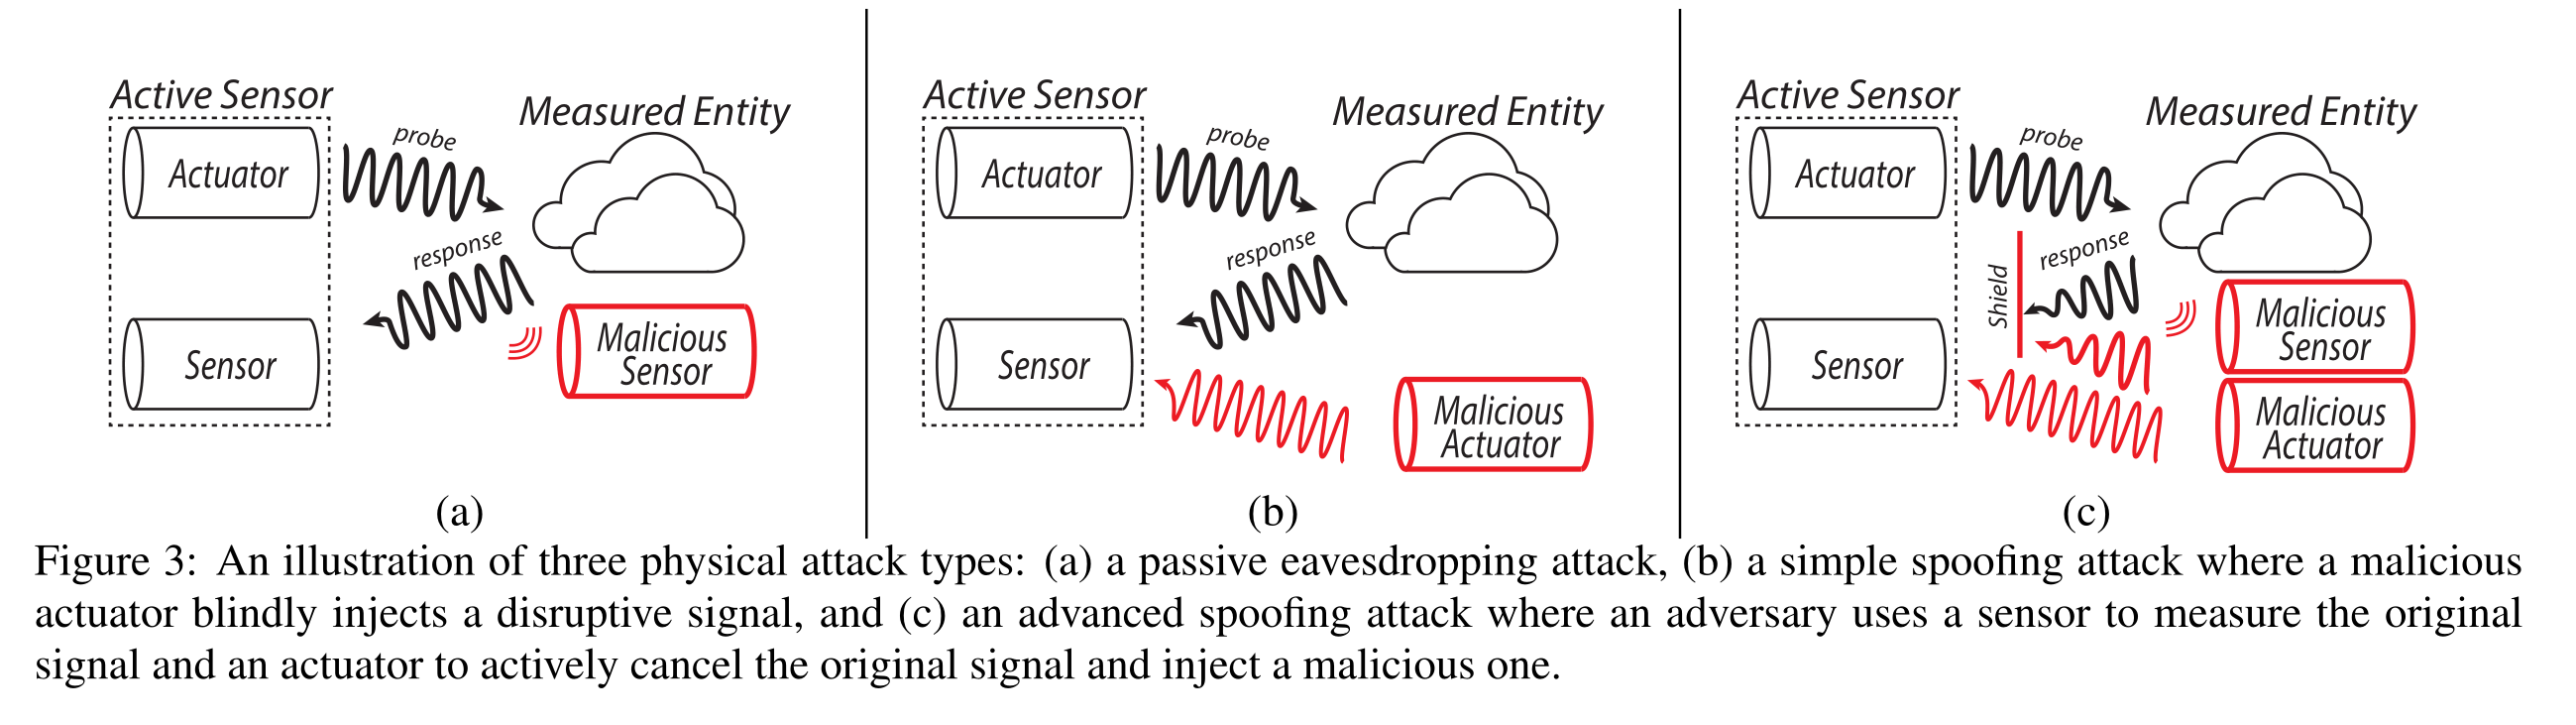 Active Sensor
Measured Entity
probe
Actuator
response
Sensor
Malicious
Sensor
(a)
Active Sensor
Measured Entity
probe
Actuator
response
Sensor
Malicious
Actuator
(b)
Active Sensor
Measured Entity
probe
Actuator
response
Shield
Sensor
Malicious
Sensor
Malicious
Actuator
(c)
Figure 3: An illustration of three physical attack types: (a) a passive eavesdropping attack, (b) a simple spoofing attack where a malicious
actuator blindly injects a disruptive signal, and (c) an advanced spoofing attack where an adversary uses a sensor to measure the original
signal and an actuator to actively cancel the original signal and inject a malicious one.